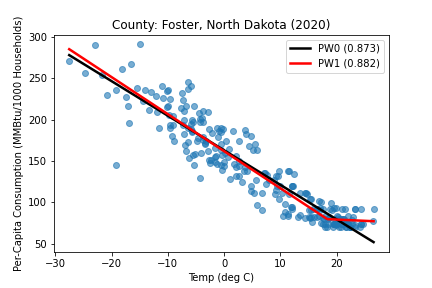 County: Foster, North Dakota (2020)
Per-Capita Consumption (MMBtu/1000 Households)
300
250
200
150
100
50
PW0 (0.873)
PW1 (0.882)
−30 −20 −10 0 10 20
Temp (deg C)